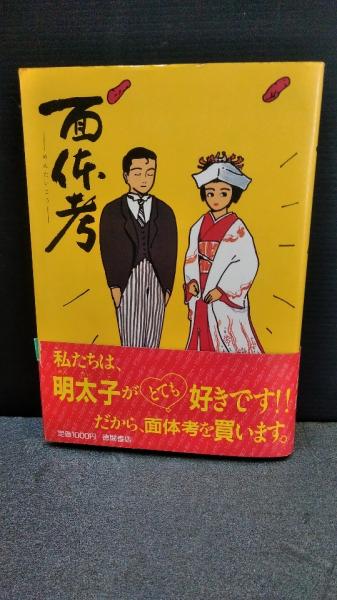 面体考
めんたいこう
私たちは、
明太子がとても好きです!!
だから、面体考を買います。
定価1000円 徳間書店